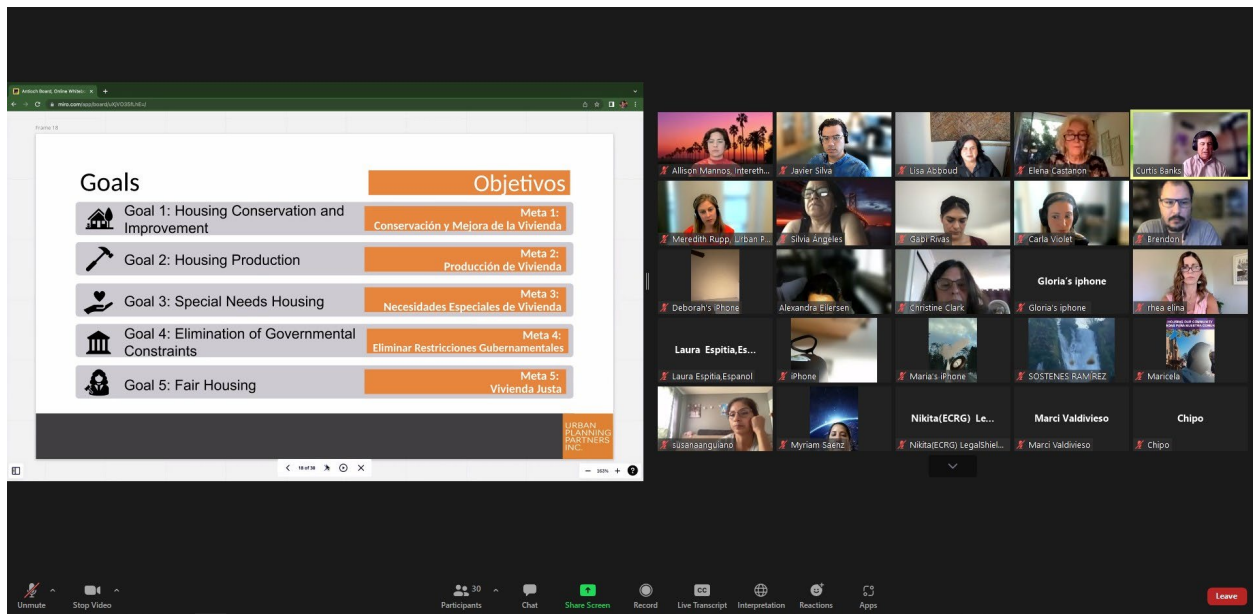 Antioch Board, Online Whitebo
Frame 18
Goals
Objetivos
Goal 1: Housing Conservation and
Improvement
Meta 1:
Conservación y Mejora de la Vivienda
Goal 2: Housing Production
Meta 2:
Producción de Vivienda
Goal 3: Special Needs Housing
Meta 3:
Necesidades Especiales de Vivienda
Goal 4: Elimination of Governmental
Constraints
Meta 4:
Eliminar Restricciones Gubernamentales
Goal 5: Fair Housing
Meta 5:
Vivienda Justa
URBAN
PLANNING
PARTNERS
INC.
18 of 38
Allison Mannos, Intereth...
Javier Silva
Lisa Abboud
Elena Castanon
Curtis Banks
Meredith Rupp, Urban P...
Silvia Angeles
Gabi Rivas
Carla Violet
Brendon
Deborah's iPhone
Alexandra Eilersen
Christine Clark
Gloria's iphone
Gloria's iphone
rhea elina
Laura Espitia,Es...
Laura Espitia,Espanol
iPhone
Maria's iPhone
SOSTENES RAMIREZ
Maricela
susanaanguiano
Myriam Saenz
Nikita(ECRG) Le...
Nikita(ECRG) LegalShiel...
Marci Valdivieso
Marci Valdivieso
Chipo
Chipo
Unmute
Stop Video
30
Participants
Chat
Share Screen
Record
CC
Live Transcript
Interpretation
Reactions
Apps
Leave